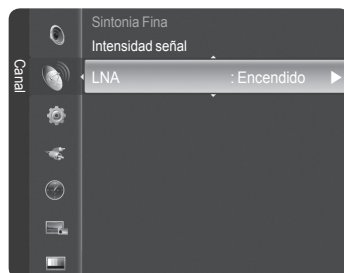 Canal
Sintonia Fina
Intensidad señal
LNA : Encendido